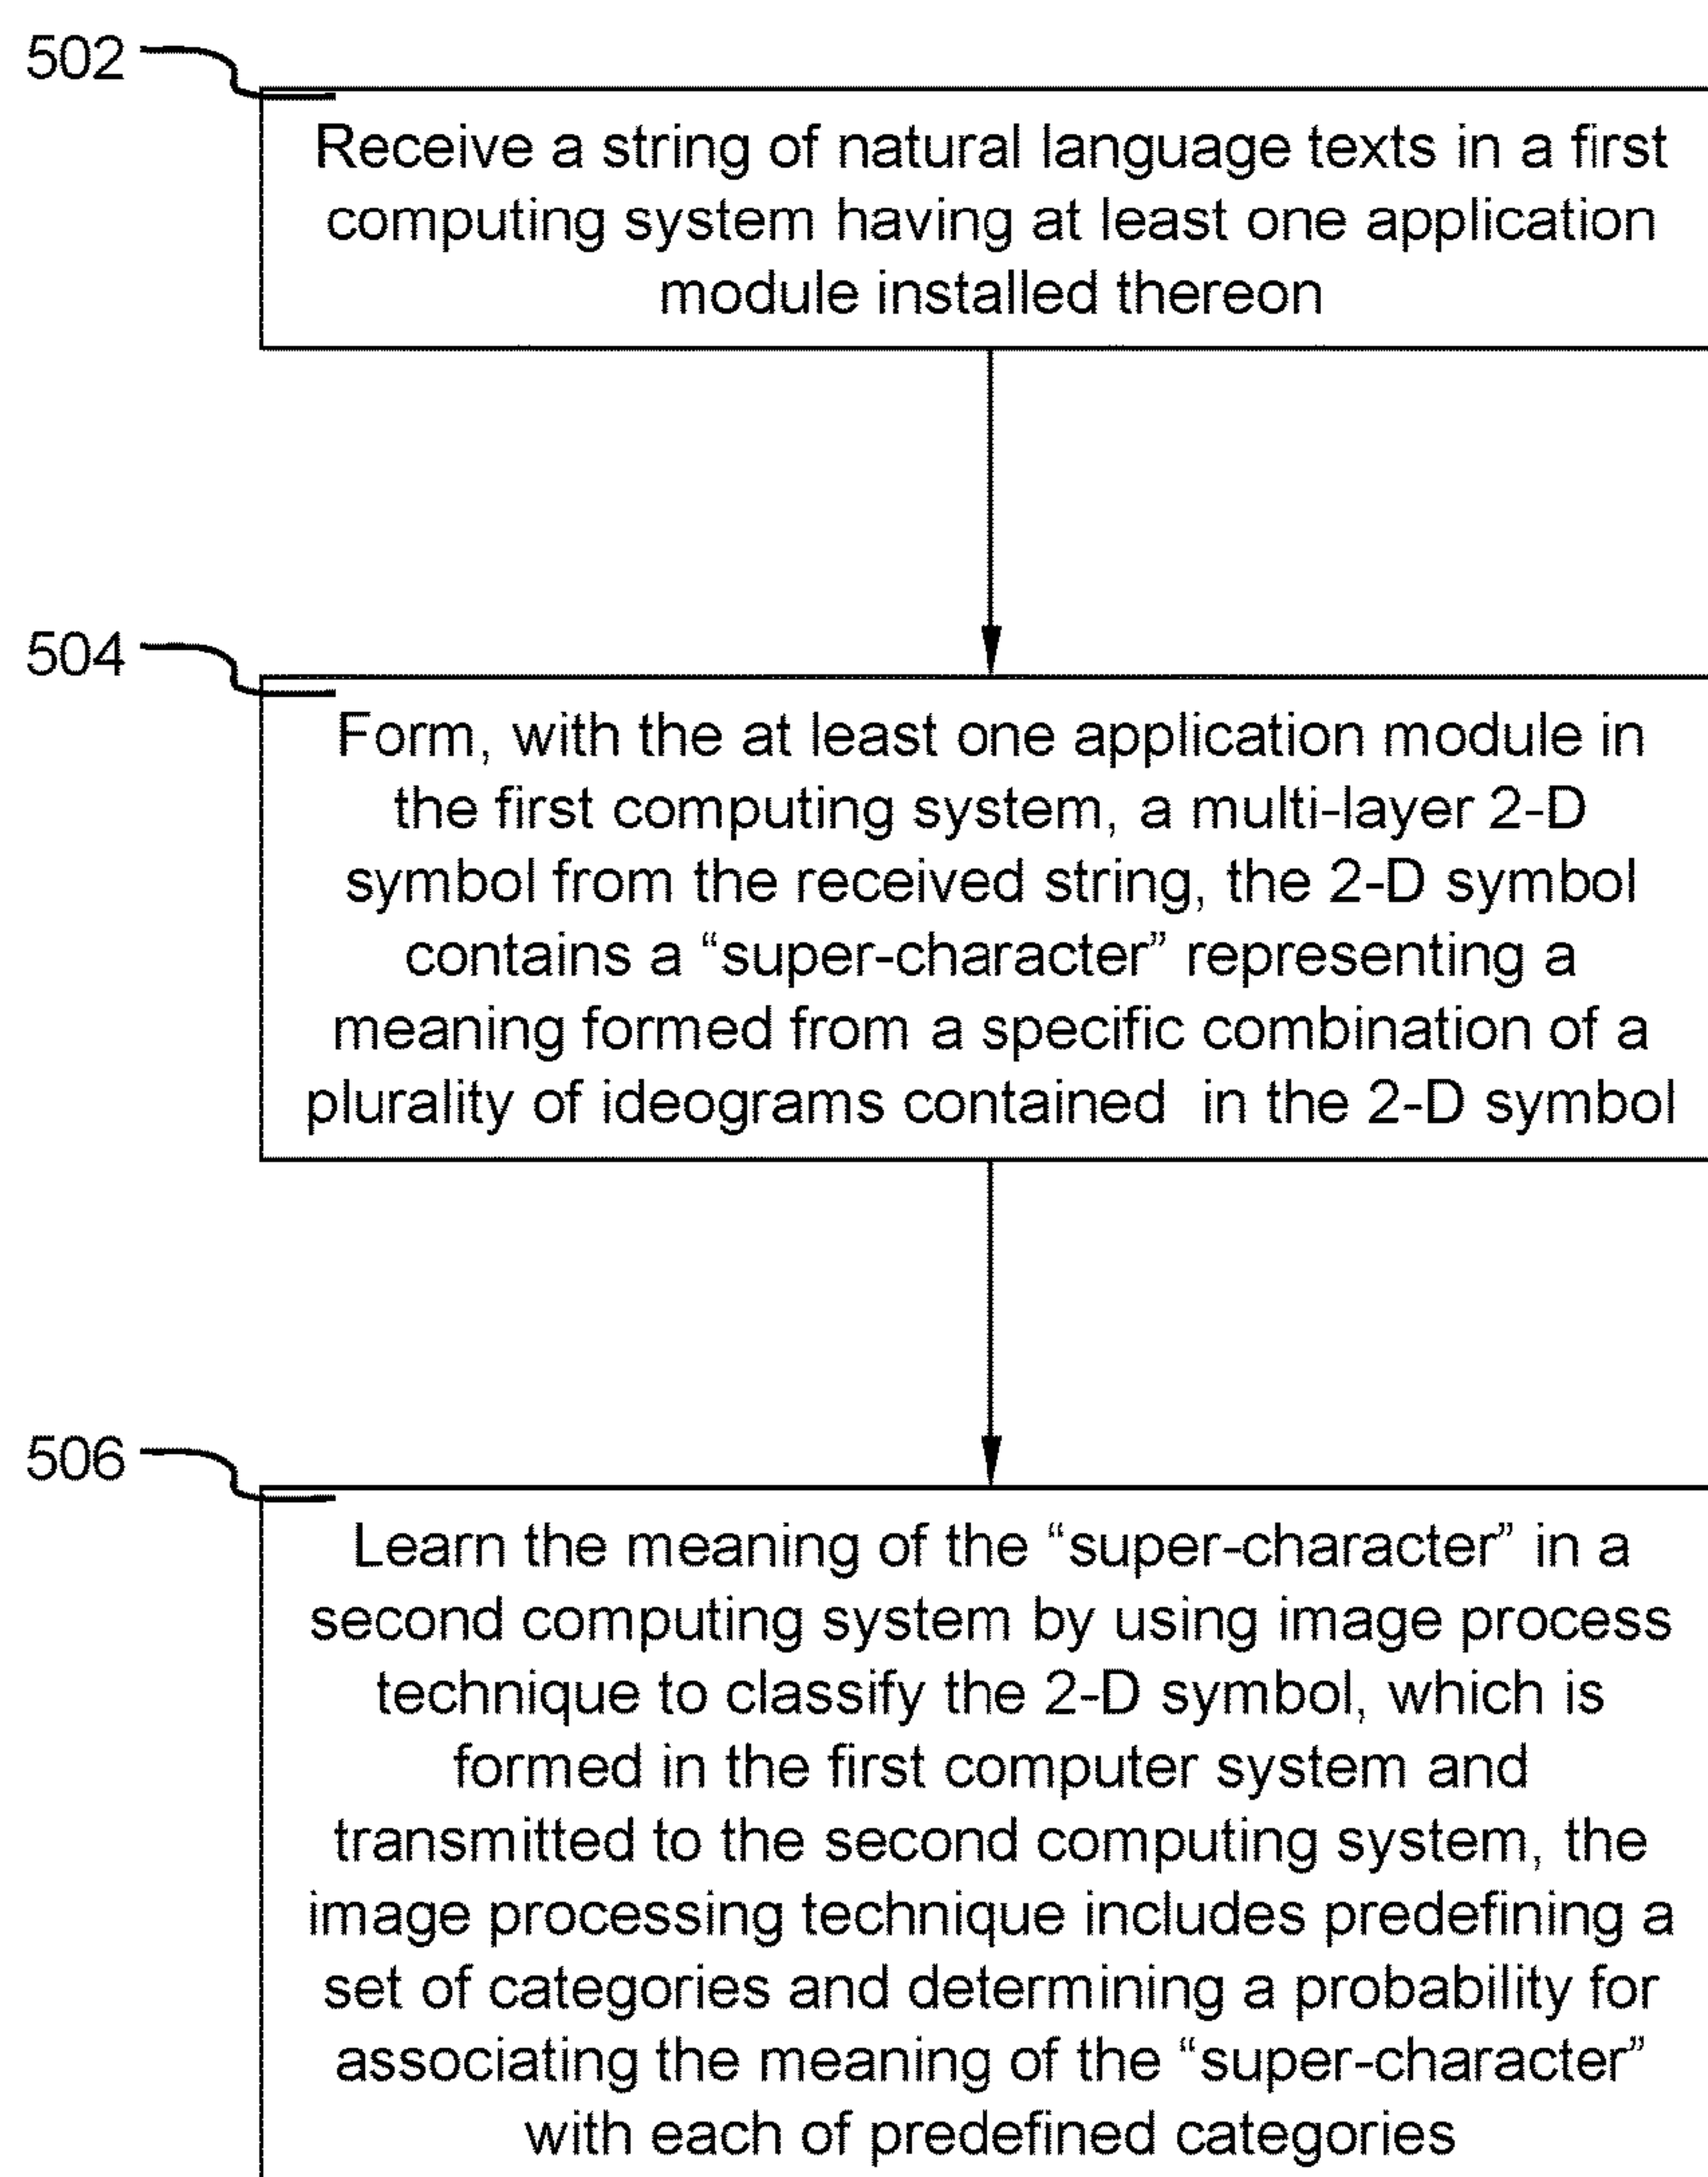 502
Receive a string of natural language texts in a first
computing system having at least one application
module installed thereon
504
Form, with the at least one application module in
the first computing system, a multi-layer 2-D
symbol from the received string, the 2-D symbol
contains a “super-character” representing a
meaning formed from a specific combination of a
plurality of ideograms contained in the 2-D symbol
506
Learn the meaning of the “super-character” in a
second computing system by using image process
technique to classify the 2-D symbol, which is
formed in the first computer system and
transmitted to the second computing system, the
image processing technique includes predefining a
set of categories and determining a probability for
associating the meaning of the “super-character”
with each of predefined categories